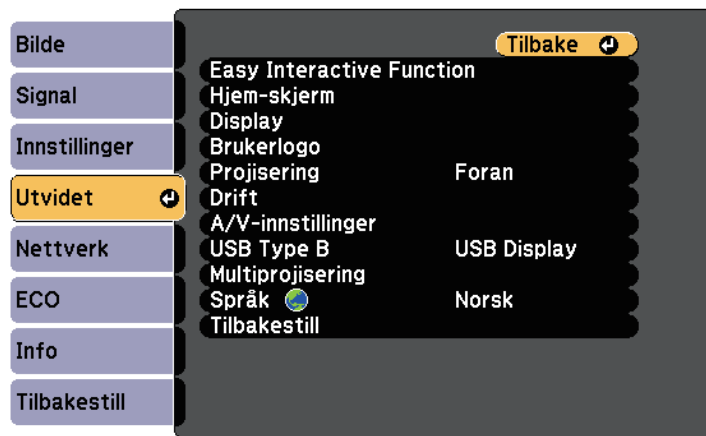 Bilde
Signal
Innstillinger
Utvidet
Nettverk
ECO
Info
Tilbakestill
Tilbake
Easy Interactive Function
Hjem-skjerm
Display
Brukerlogo
Projisering Foran
Drift
A/V-innstillinger
USB Type B USB Display
Multiprojisering
Språk Norsk
Tilbakestill